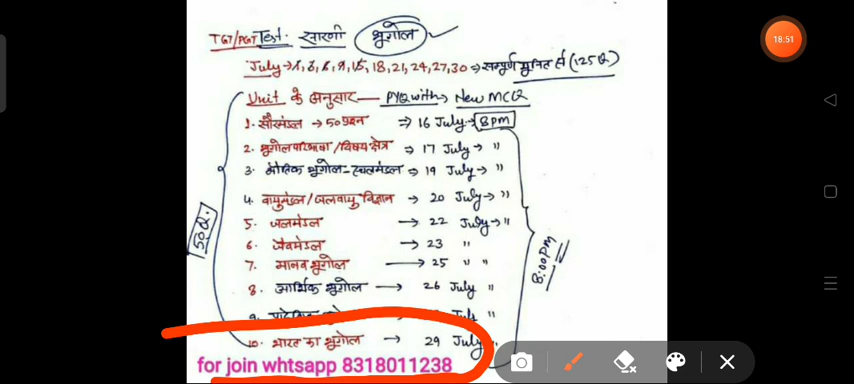 TGT/PGT Test. सारणी भूगोल
July → 1, 3, 6, 9, 15, 18, 21, 24, 27, 30 → सम्पूर्ण यूनिट से (125 Q.)
Unit के अनुसार — PYQ with → New MCQ
1. सौरमंडल → 50 प्रश्न ⇒ 16 July → 8 PM
2. भूगोल परिभाषा / विषय क्षेत्र ⇒ 17 July → "
3. भौतिक भूगोल - स्थलमंडल ⇒ 19 July → "
4. वायुमंडल / जलवायु विज्ञान → 20 July → "
5. जलमंडल → 22 July → "
6. जैवमंडल → 23 "
7. मानव भूगोल → 25 " "
8. आर्थिक भूगोल → 26 July "
9. July "
10. भारत का भूगोल → 29 July "
50 Q.
8:00 PM
for join whtsapp 8318011238
18:51